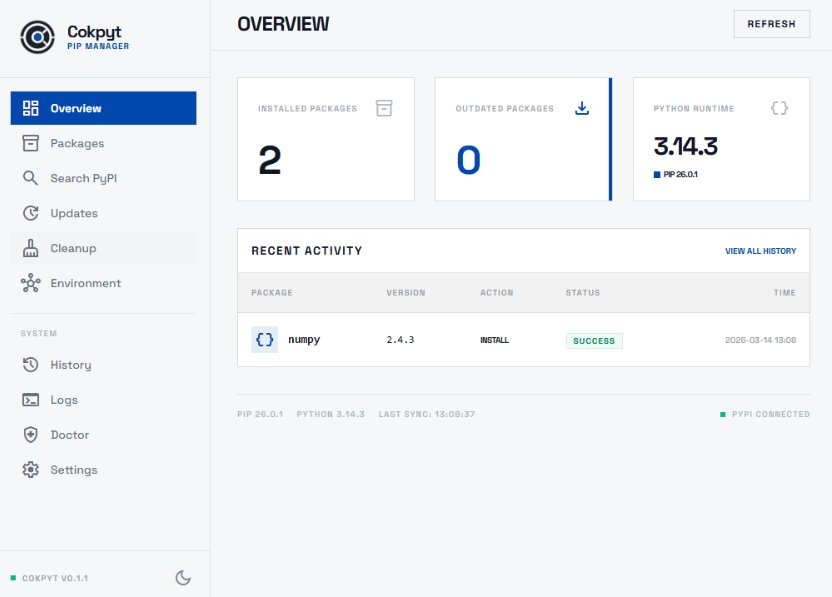 Cokpyt
PIP MANAGER
Overview
Packages
Search PyPI
Updates
Cleanup
Environment
SYSTEM
History
Logs
Doctor
Settings
COKPYT V0.1.1
OVERVIEW
REFRESH
INSTALLED PACKAGES
2
OUTDATED PACKAGES
0
PYTHON RUNTIME
3.14.3
PIP 26.0.1
RECENT ACTIVITY
VIEW ALL HISTORY
PACKAGE VERSION ACTION STATUS TIME
numpy 2.4.3 INSTALL SUCCESS 2026-03-14 13:08
PIP 26.0.1 PYTHON 3.14.3 LAST SYNC: 13:08:37 PYPI CONNECTED